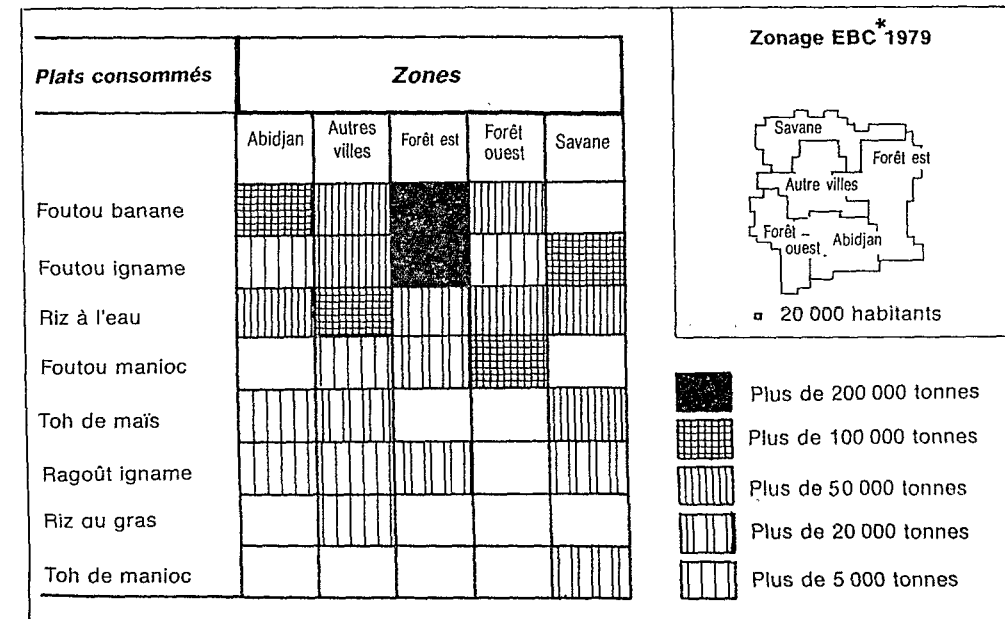 Plats consommés
Zones
Abidjan
Autres
villes
Forêt est
Forêt
ouest
Savane
Foutou banane
Foutou igname
Riz à l'eau
Foutou manioc
Toh de maïs
Ragoût igname
Riz au gras
Toh de manioc
Zonage EBC* 1979
Savane
Forêt est
Autre villes
Forêt –
ouest
Abidjan
20 000 habitants
Plus de 200 000 tonnes
Plus de 100 000 tonnes
Plus de 50 000 tonnes
Plus de 20 000 tonnes
Plus de 5 000 tonnes